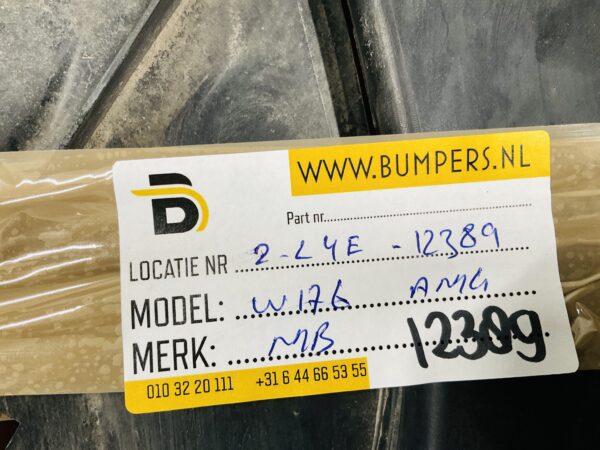 WWW.BUMPERS.NL
B
Part nr..............................
LOCATIE NR 2-L4E - 12389
MODEL: W176 AMG
MERK: MB 12389
010 32 20 111 +31 6 44 66 53 55